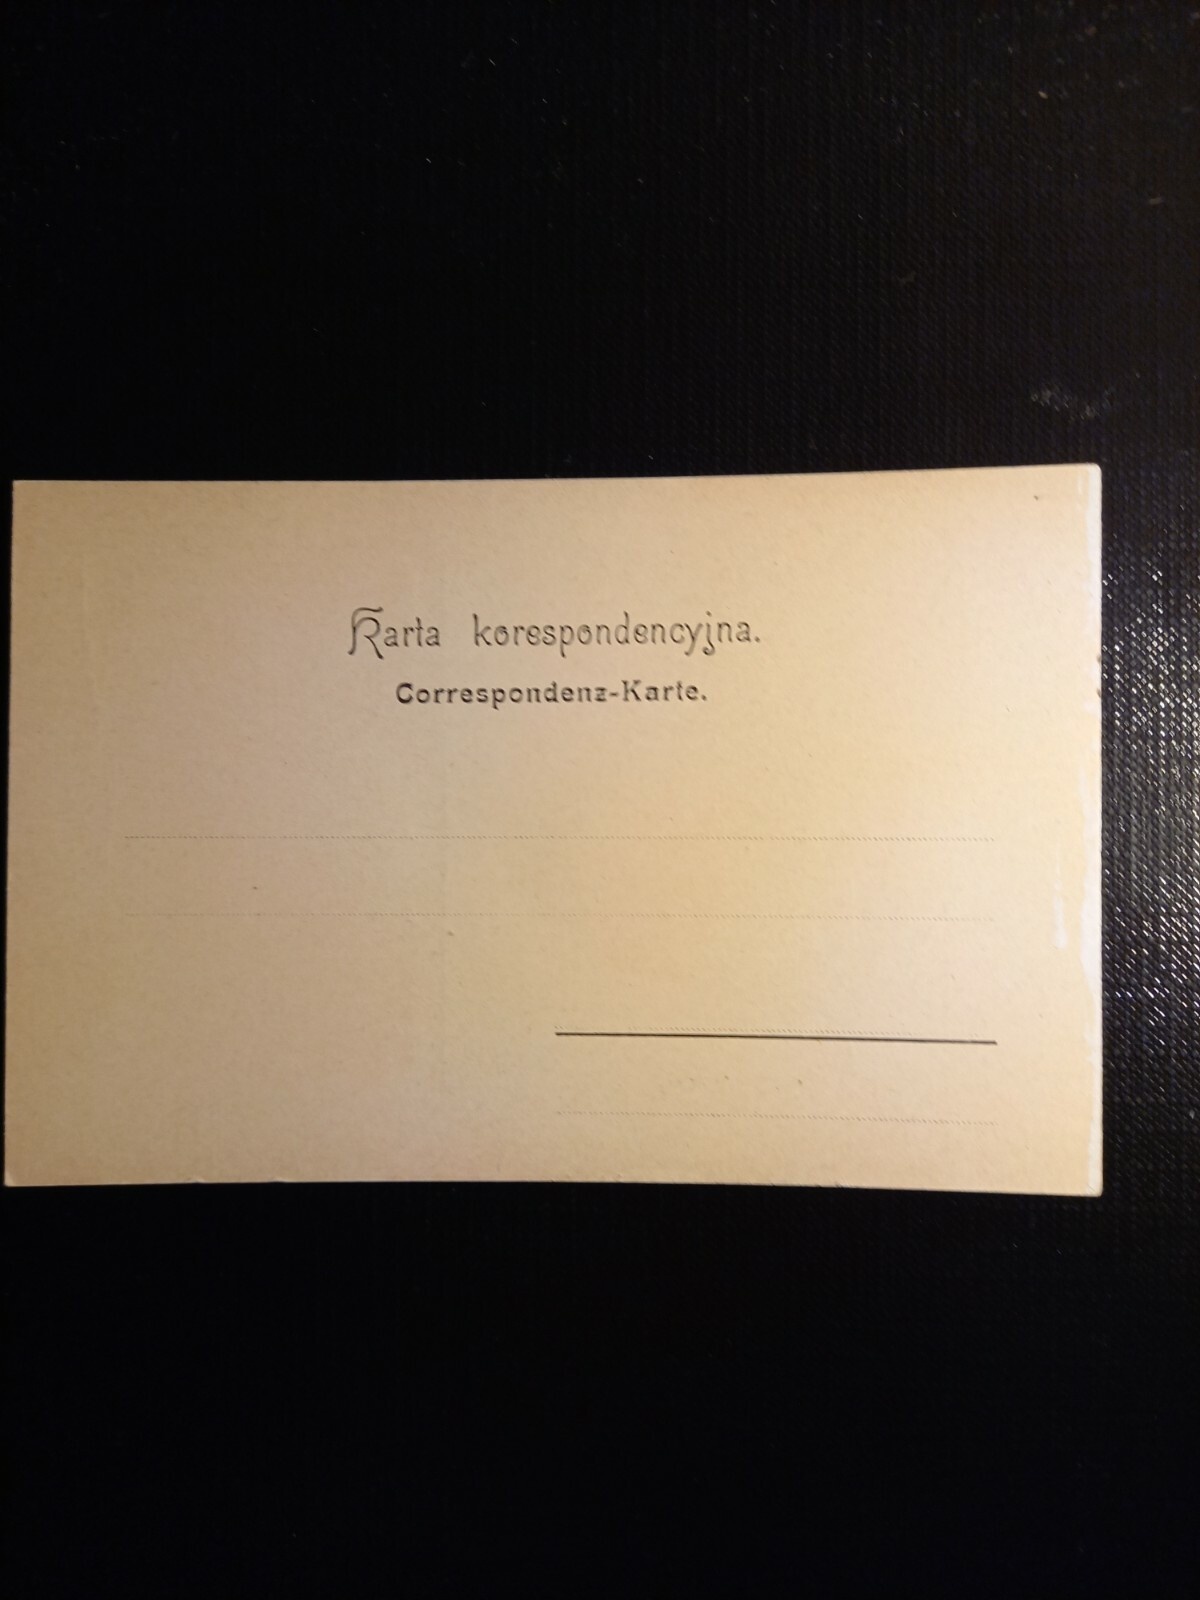 Karta korespondencyjna.
Correspondenz-Karte.